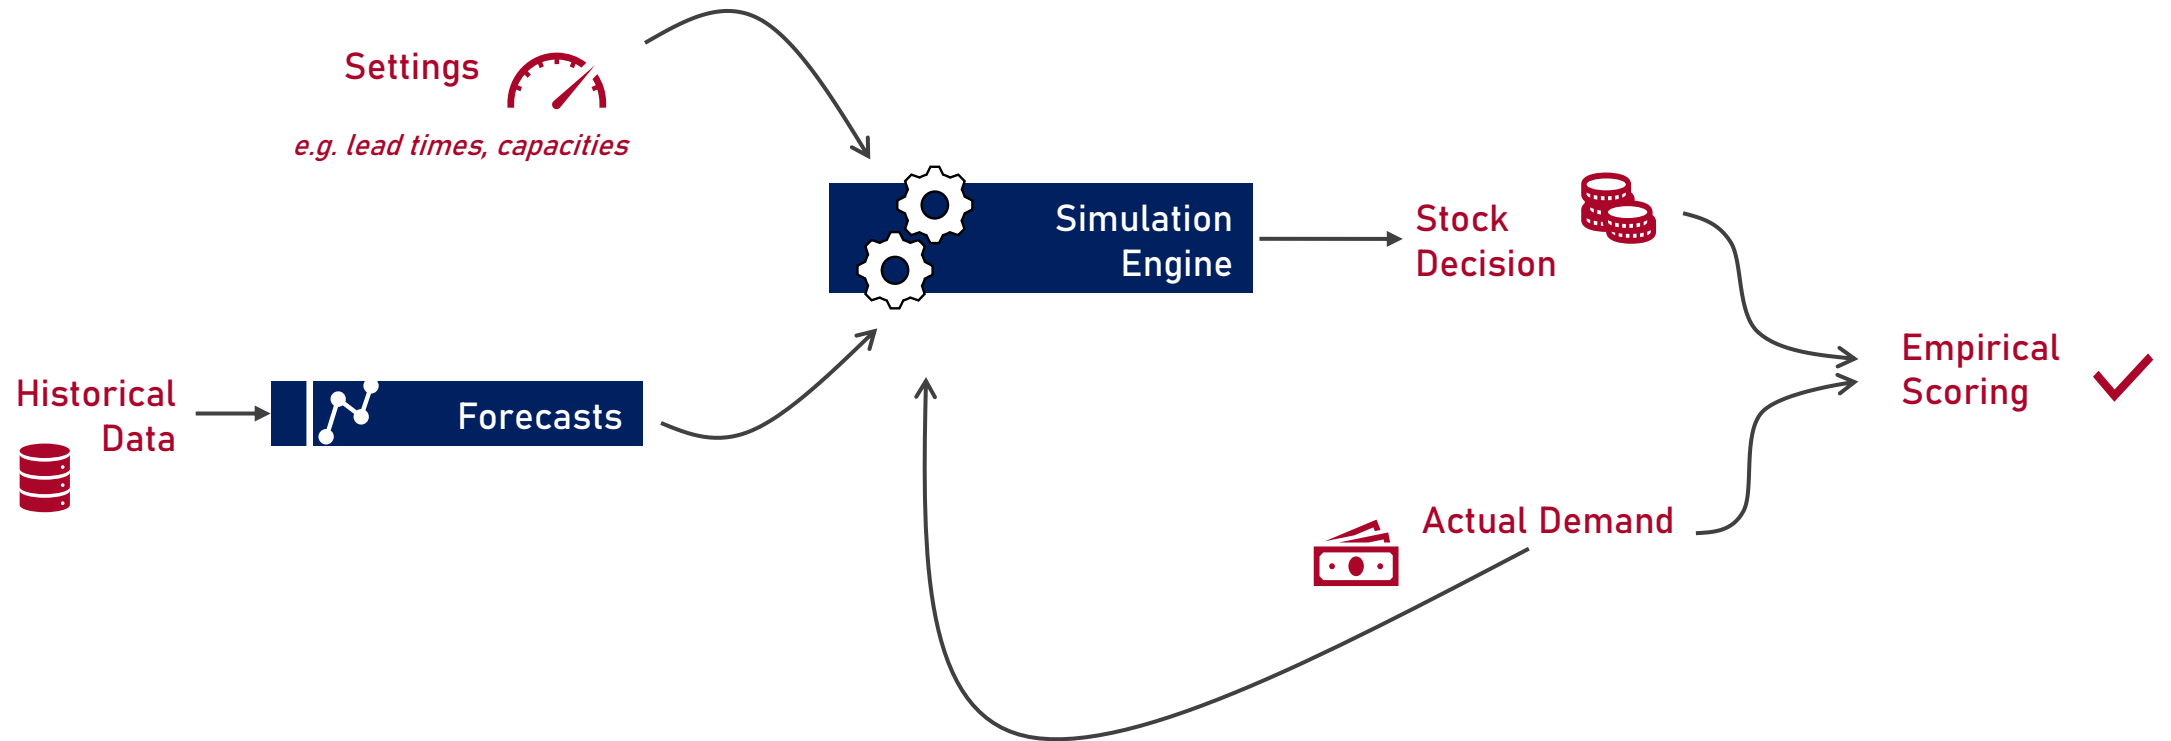 Settings
e.g. lead times, capacities
Simulation
Engine
Stock
Decision
Historical
Data
Forecasts
Empirical
Scoring
Actual Demand